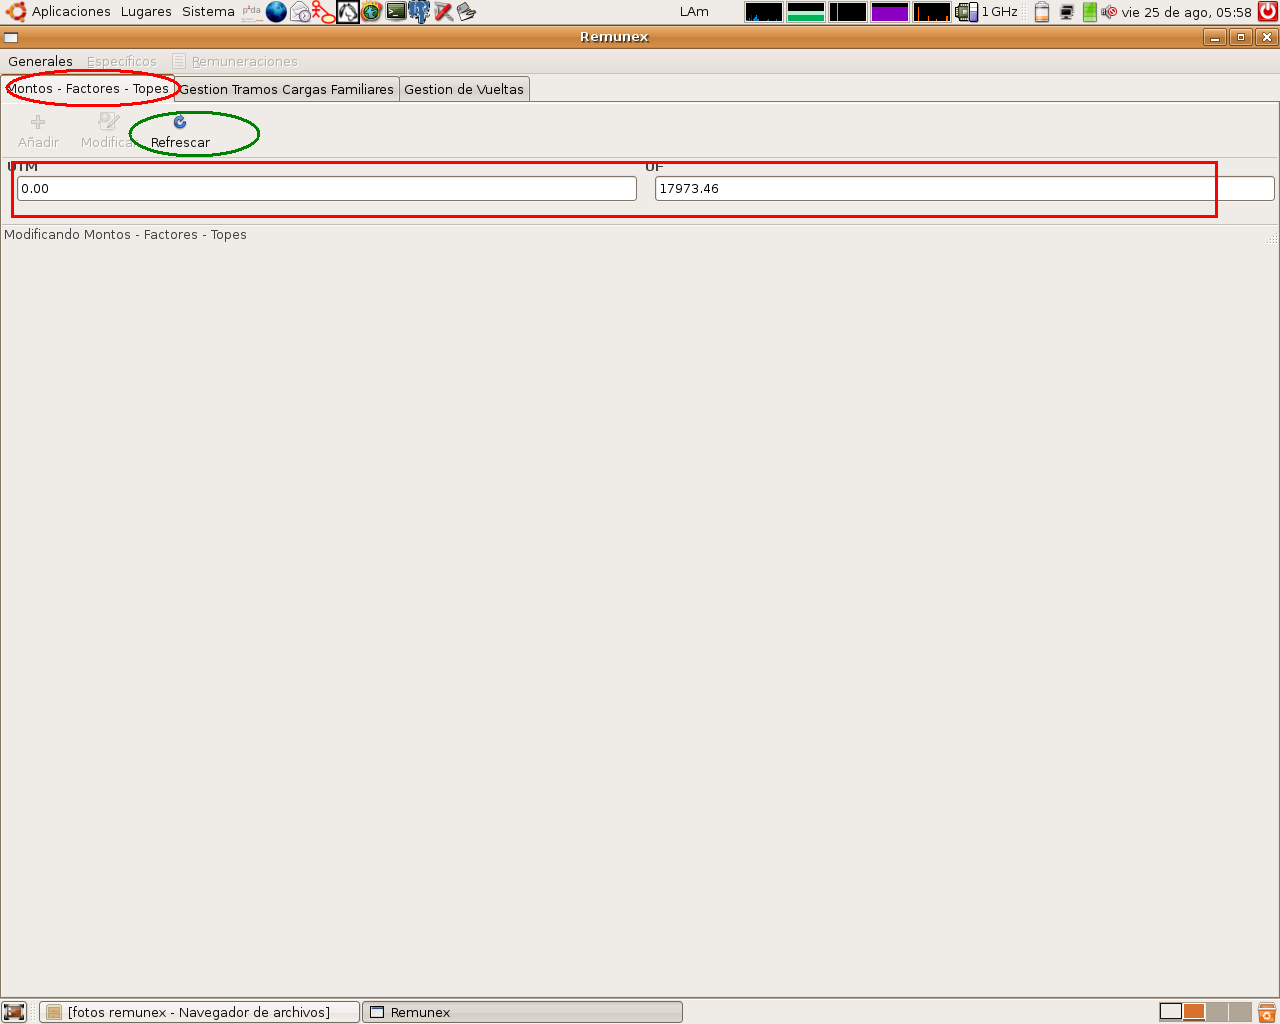 Aplicaciones Lugares Sistema LAm 1 GHz vie 25 de ago, 05:58
Remunex
Generales Específicos Remuneraciones
Montos - Factores - Topes Gestion Tramos Cargas Familiares Gestion de Vueltas
Añadir Modificar Refrescar
UTM UF
0.00 17973.46
Modificando Montos - Factores - Topes
[fotos remunex - Navegador de archivos] Remunex